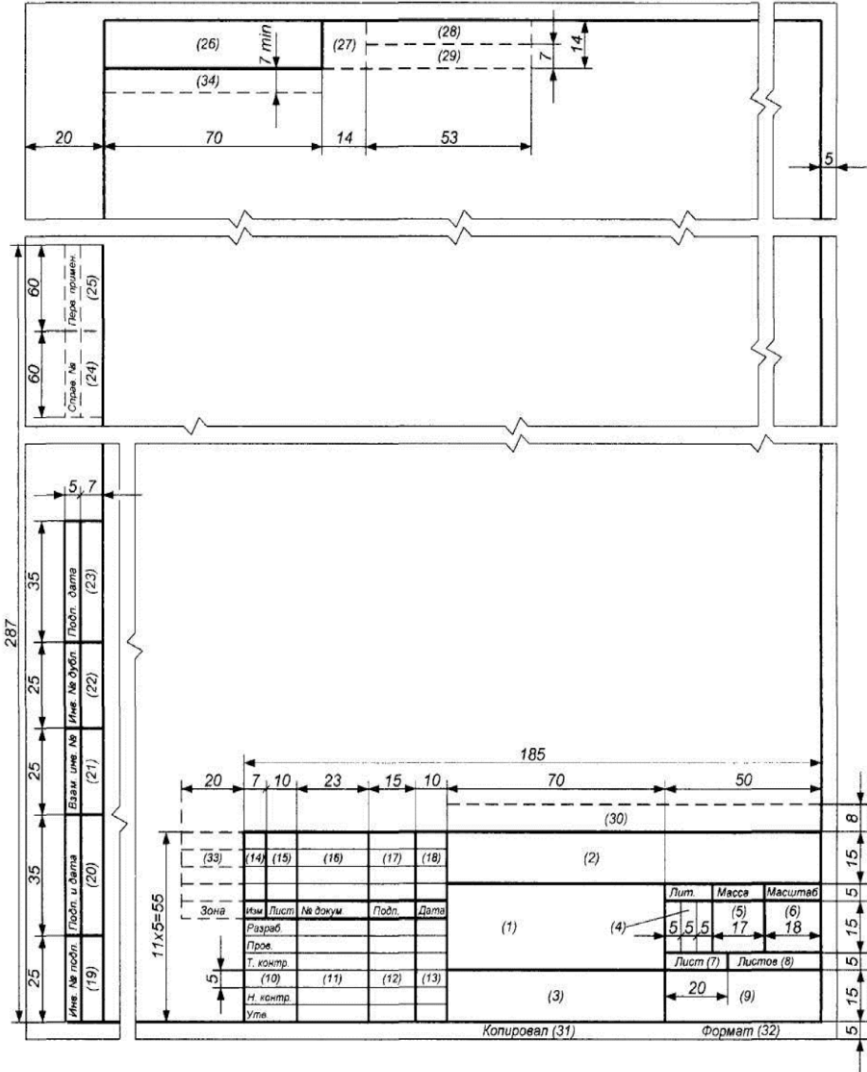 (26) (27) (28)
(29)
(34)
7 min
7
14
20 70 14 53
5
60 Перв. примен. (25)
60 Справ. № (24)
5 7
287
35 Подп. дата (23)
25 Инв. № дубл. (22)
25 Взам. инв. № (21)
35 Подп. и дата (20)
25 Инв. № подл. (19)
185
20 7 10 23 15 10 70 50
(30) 8
(33) (14) (15) (16) (17) (18) (2) 15
11х5=55
Лит. Масса Масштаб 5
Зона Изм Лист № докум. Подп. Дата
(1) (4) (5) (6) 15
5 5 5 17 18
Разраб.
Пров.
Т. контр. Лист (7) Листов (8) 5
5 (10) (11) (12) (13)
(3) 20 (9) 15
Н. контр.
Утв.
Копировал (31) Формат (32) 5